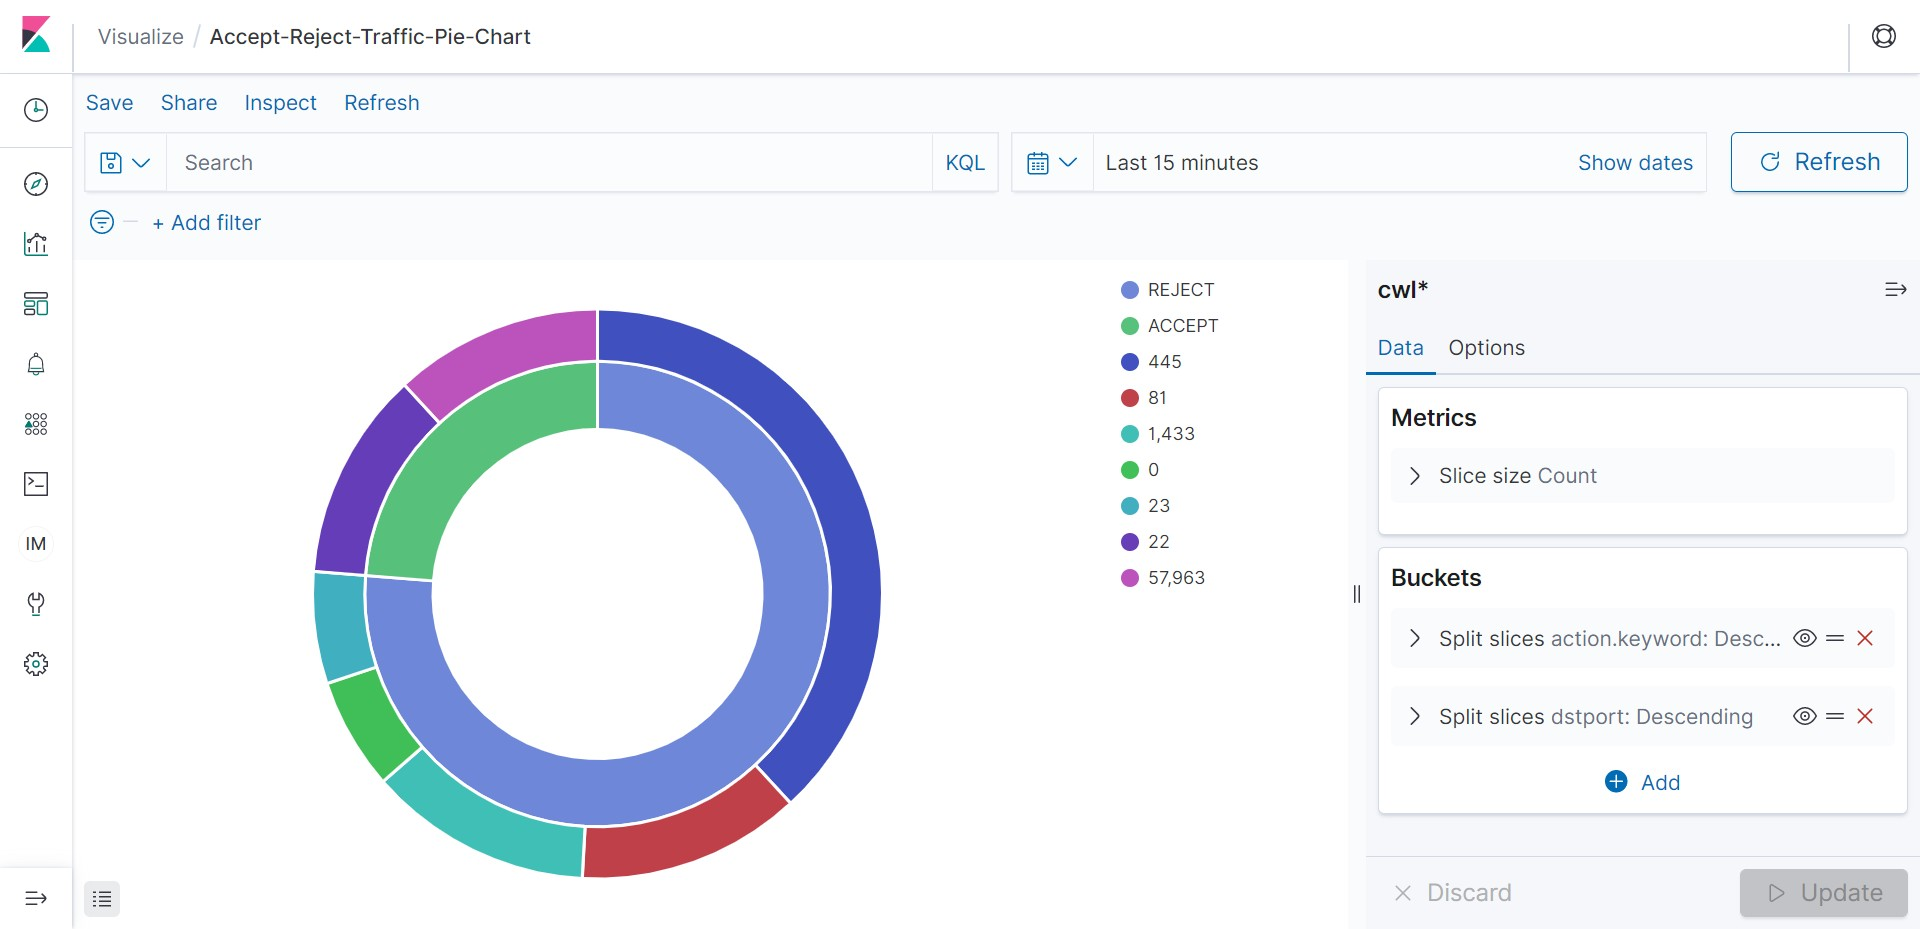 Visualize / Accept-Reject-Traffic-Pie-Chart
Save Share Inspect Refresh
Search KQL Last 15 minutes Show dates Refresh
+ Add filter
REJECT
ACCEPT
445
81
1,433
0
23
22
57,963
cwl*
Data Options
Metrics
Slice size Count
Buckets
Split slices action.keyword: Desc...
Split slices dstport: Descending
Add
Discard Update
IM